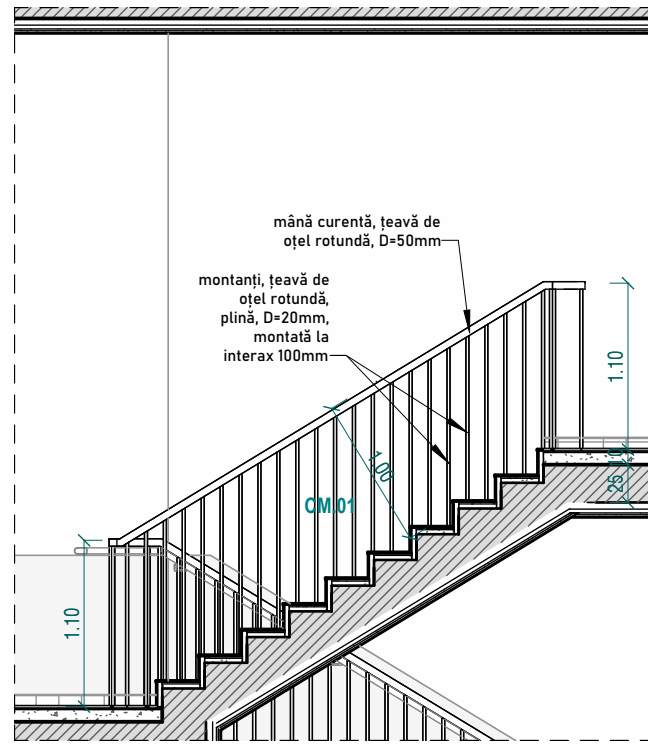 mână curentă, țeavă de
oțel rotundă, D=50mm
montanți, țeavă de
oțel rotundă,
plină, D=20mm,
montată la
interax 100mm
1.10
1.00
CM.01
10
25
1.10